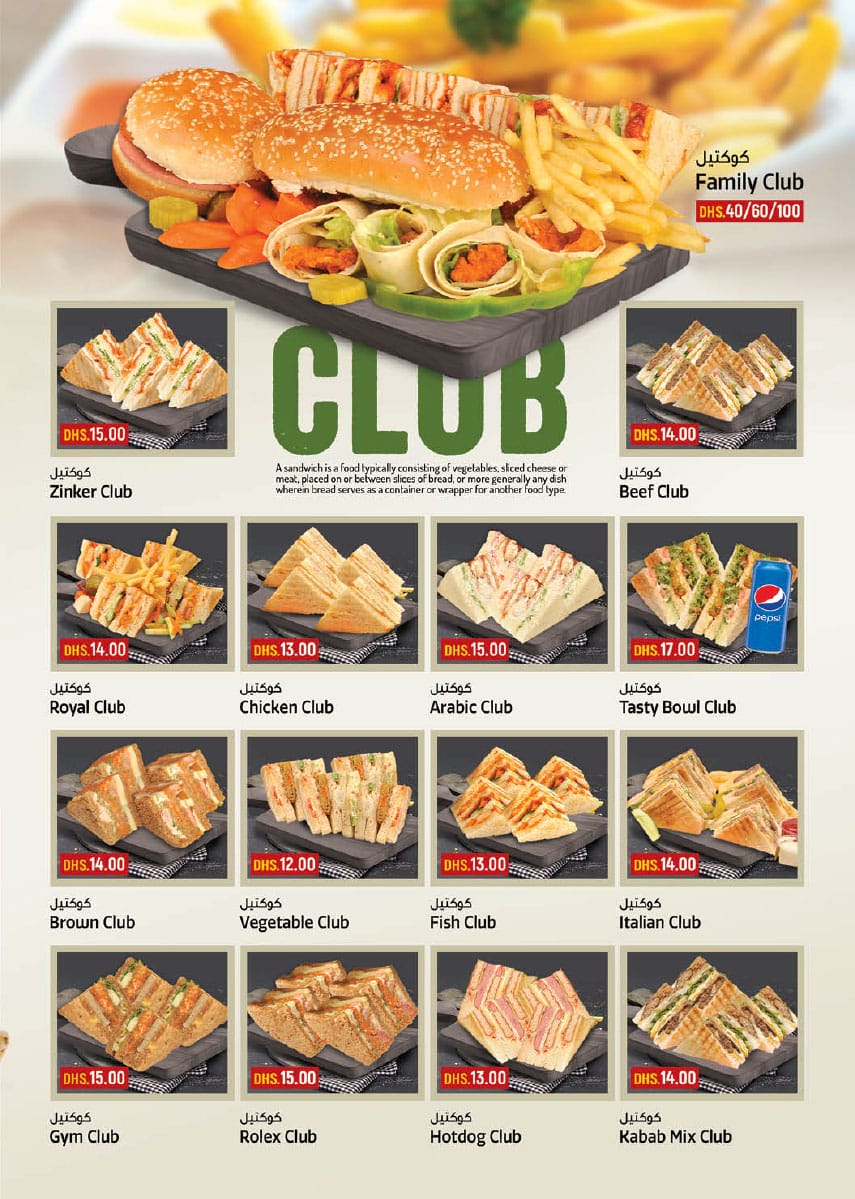 كوكتيل
Family Club
DHS.40/60/100
CLUB
A sandwich is a food typically consisting of vegetables, sliced cheese or
meat, placed on or between slices of bread, or more generally any dish
wherein bread serves as a container or wrapper for another food type.
DHS.15.00
كوكتيل
Zinker Club
DHS.14.00
كوكتيل
Beef Club
DHS.14.00
كوكتيل
Royal Club
DHS.13.00
كوكتيل
Chicken Club
DHS.15.00
كوكتيل
Arabic Club
pepsi
DHS.17.00
كوكتيل
Tasty Bowl Club
DHS.14.00
كوكتيل
Brown Club
DHS.12.00
كوكتيل
Vegetable Club
DHS.13.00
كوكتيل
Fish Club
DHS.14.00
كوكتيل
Italian Club
DHS.15.00
كوكتيل
Gym Club
DHS.15.00
كوكتيل
Rolex Club
DHS.13.00
كوكتيل
Hotdog Club
DHS.14.00
كوكتيل
Kabab Mix Club